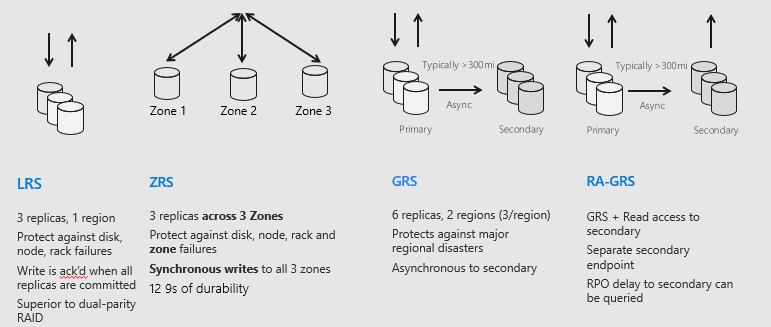 Zone 1
Zone 2
Zone 3
Typically >300mi
Async
Primary
Secondary
Typically >300mi
Async
Primary
Secondary
LRS
3 replicas, 1 region
Protect against disk,
node, rack failures
Write is ack'd when all
replicas are committed
Superior to dual-parity
RAID
ZRS
3 replicas across 3 Zones
Protect against disk, node, rack and
zone failures
Synchronous writes to all 3 zones
12 9s of durability
GRS
6 replicas, 2 regions (3/region)
Protects against major
regional disasters
Asynchronous to secondary
RA-GRS
GRS + Read access to
secondary
Separate secondary
endpoint
RPO delay to secondary can
be queried